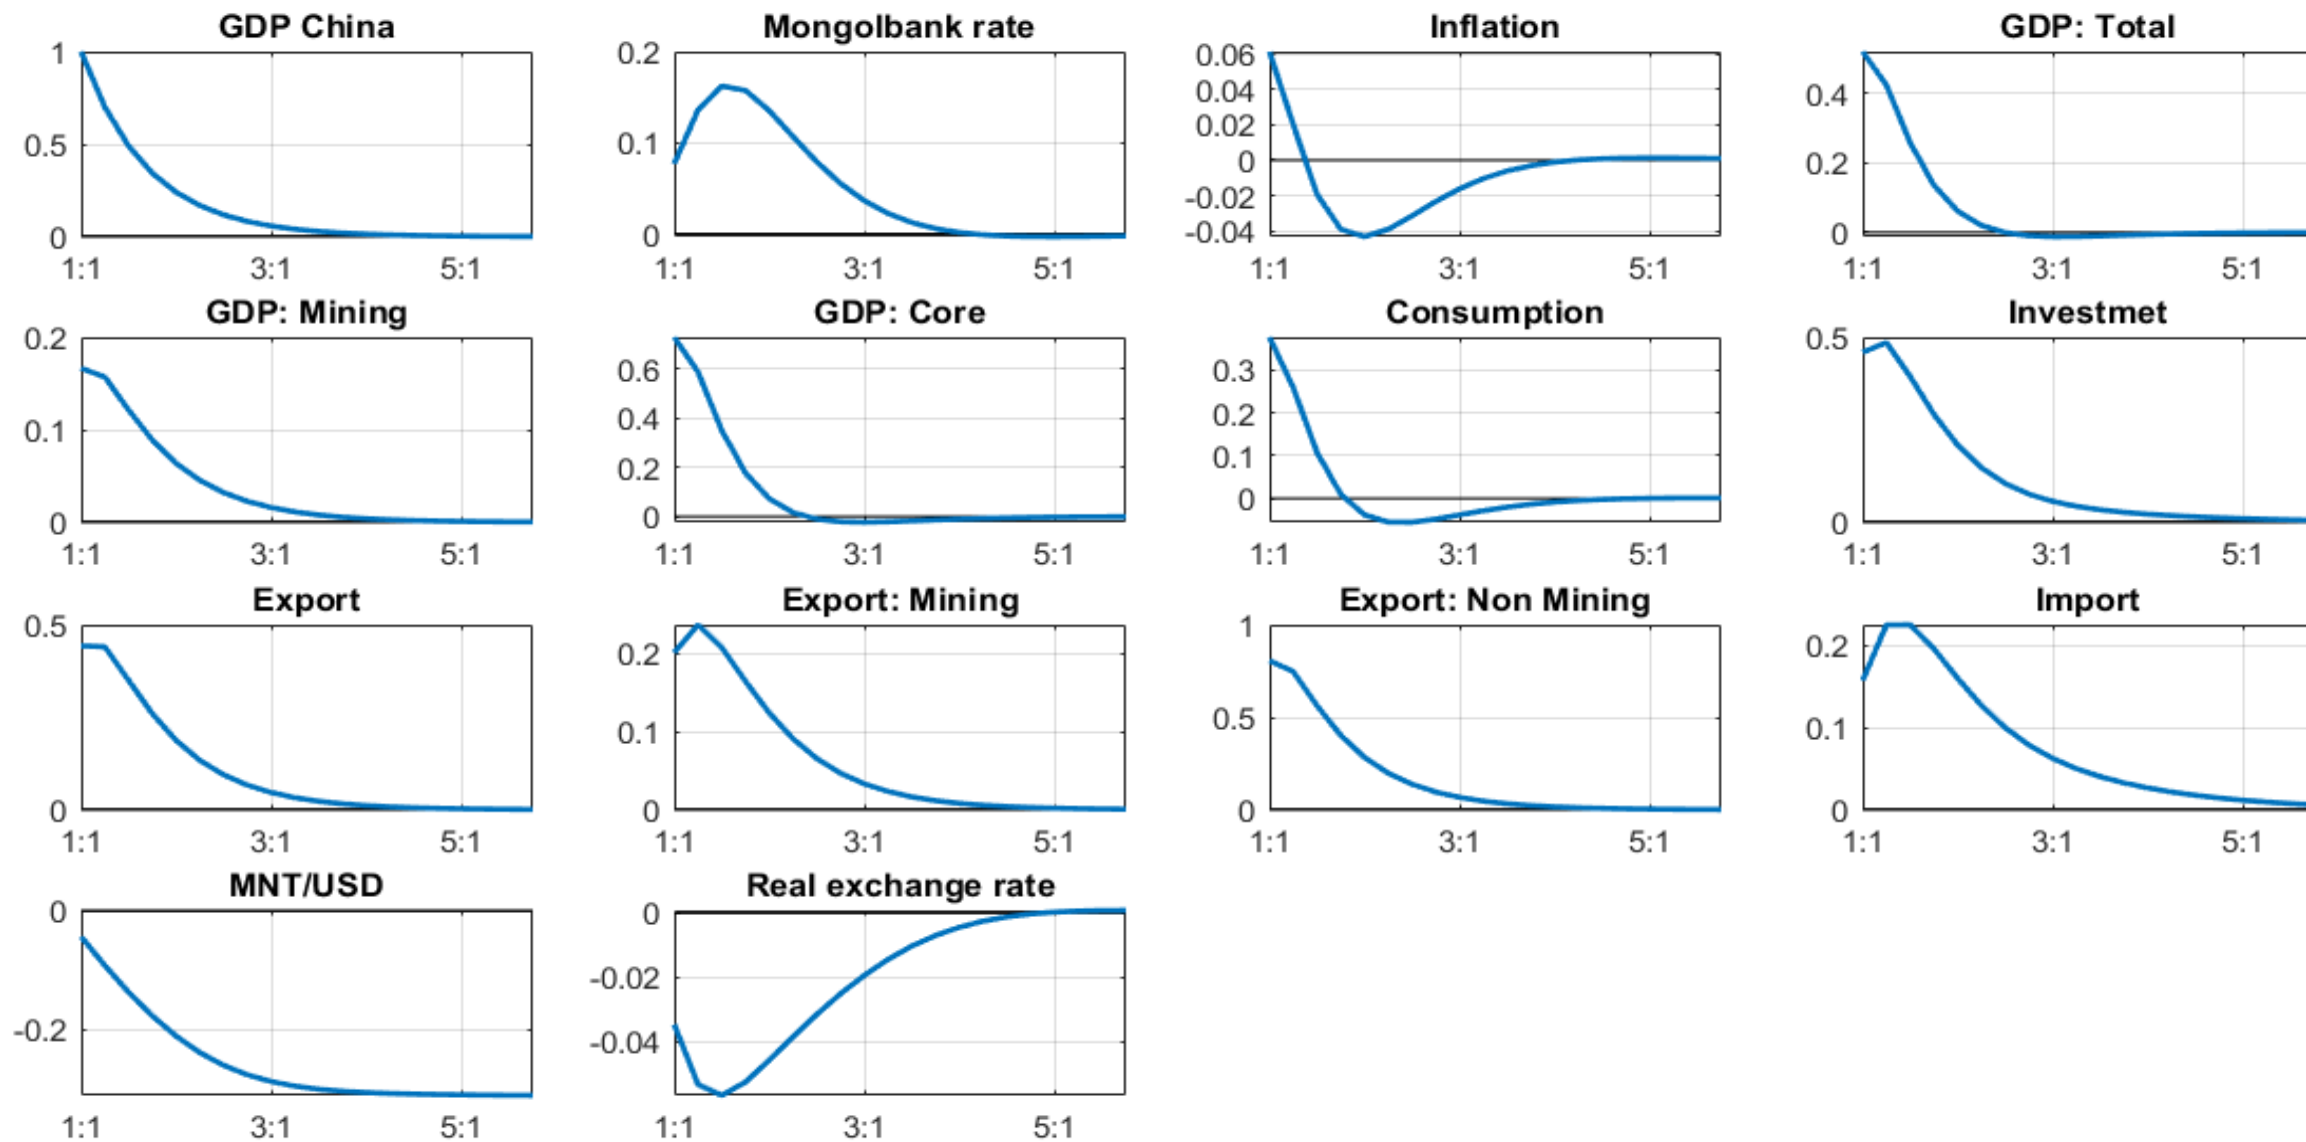 GDP China
Mongolbank rate
Inflation
GDP: Total
1
0.5
0
1:1 3:1 5:1
0.2
0.1
0
1:1 3:1 5:1
0.06
0.04
0.02
0
-0.02
-0.04
1:1 3:1 5:1
0.4
0.2
0
1:1 3:1 5:1
GDP: Mining
GDP: Core
Consumption
Investmet
0.2
0.1
0
1:1 3:1 5:1
0.6
0.4
0.2
0
1:1 3:1 5:1
0.3
0.2
0.1
0
1:1 3:1 5:1
0.5
0
1:1 3:1 5:1
Export
Export: Mining
Export: Non Mining
Import
0.5
0
1:1 3:1 5:1
0.2
0.1
0
1:1 3:1 5:1
1
0.5
0
1:1 3:1 5:1
0.2
0.1
0
1:1 3:1 5:1
MNT/USD
Real exchange rate
0
-0.2
1:1 3:1 5:1
0
-0.02
-0.04
1:1 3:1 5:1